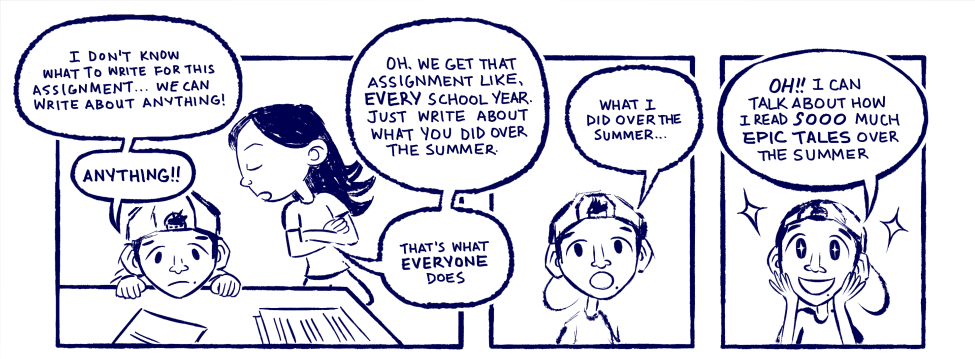 I DON'T KNOW
WHAT TO WRITE FOR THIS
ASSIGNMENT... WE CAN
WRITE ABOUT ANYTHING!
ANYTHING!!
OH. WE GET THAT
ASSIGNMENT LIKE,
EVERY SCHOOL YEAR.
JUST WRITE ABOUT
WHAT YOU DID OVER
THE SUMMER.
THAT'S WHAT
EVERYONE
DOES
WHAT I
DID OVER THE
SUMMER...
OH!! I CAN
TALK ABOUT HOW
I READ SOOO MUCH
EPIC TALES OVER
THE SUMMER